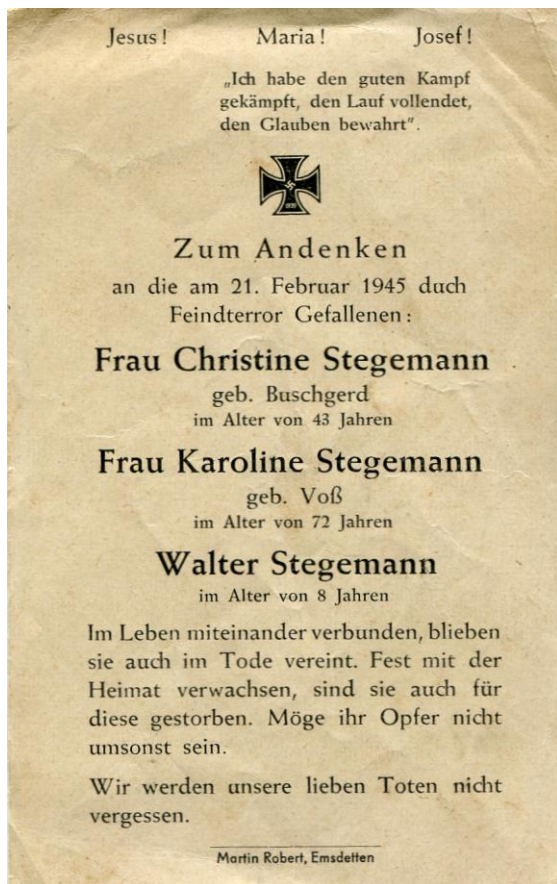 Jesus! Maria! Josef!
„Ich habe den guten Kampf
gekämpft, den Lauf vollendet,
den Glauben bewahrt".
Zum Andenken
an die am 21. Februar 1945 duch
Feindterror Gefallenen:
Frau Christine Stegemann
geb. Buschgerd
im Alter von 43 Jahren
Frau Karoline Stegemann
geb. Voß
im Alter von 72 Jahren
Walter Stegemann
im Alter von 8 Jahren
Im Leben miteinander verbunden, blieben
sie auch im Tode vereint. Fest mit der
Heimat verwachsen, sind sie auch für
diese gestorben. Möge ihr Opfer nicht
umsonst sein.
Wir werden unsere lieben Toten nicht
vergessen.
Martin Robert, Emsdetten